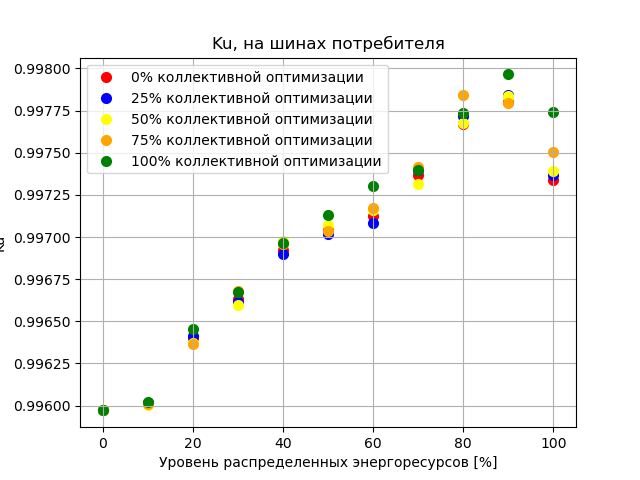 Ku, на шинах потребителя
0% коллективной оптимизации
25% коллективной оптимизации
50% коллективной оптимизации
75% коллективной оптимизации
100% коллективной оптимизации
0.99800
0.99775
0.99750
0.99725
0.99700
0.99675
0.99650
0.99625
0.99600
Ku
0 20 40 60 80 100
Уровень распределенных энергоресурсов [%]